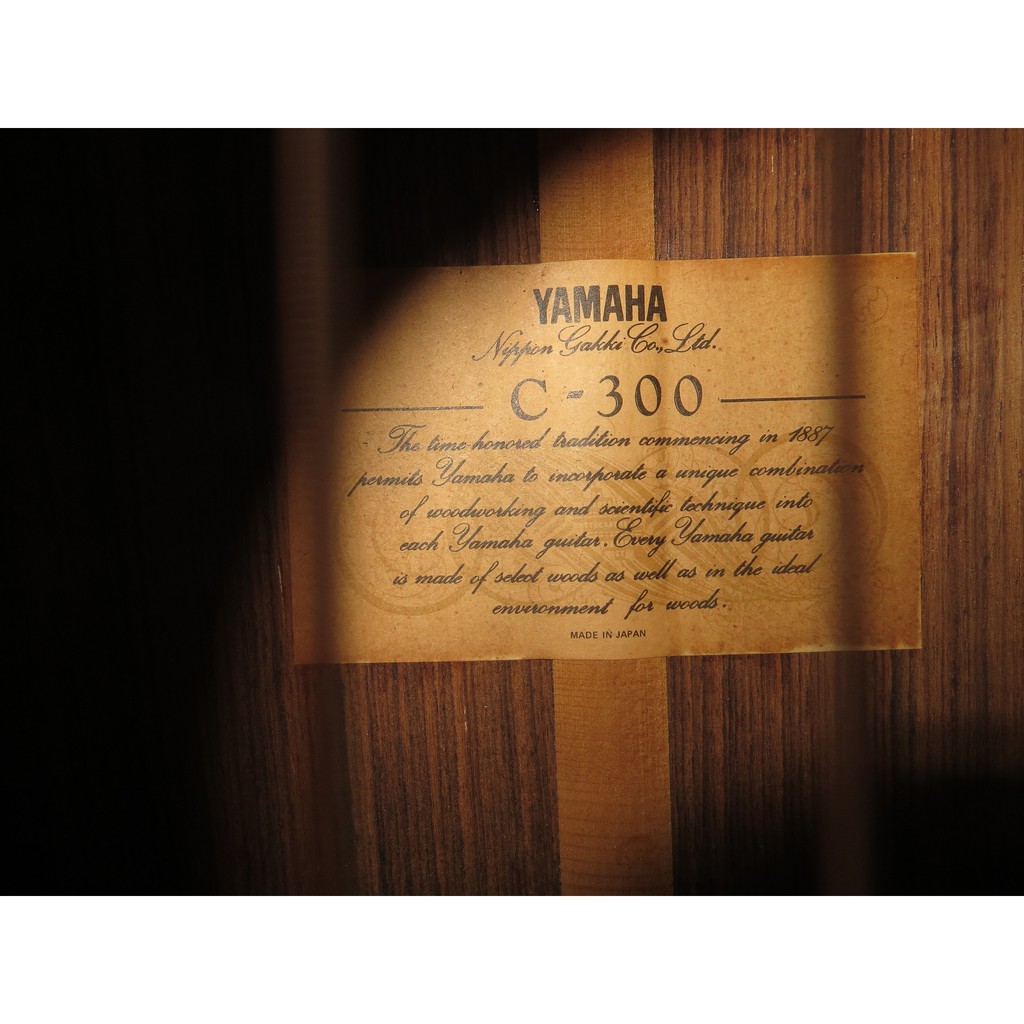 YAMAHA
Nippon Gakki Co., Ltd.
C-300
The time-honored tradition commencing in 1887
permits Yamaha to incorporate a unique combination
of woodworking and scientific technique into
each Yamaha guitar. Every Yamaha guitar
is made of select woods as well as in the ideal
environment for woods.
MADE IN JAPAN